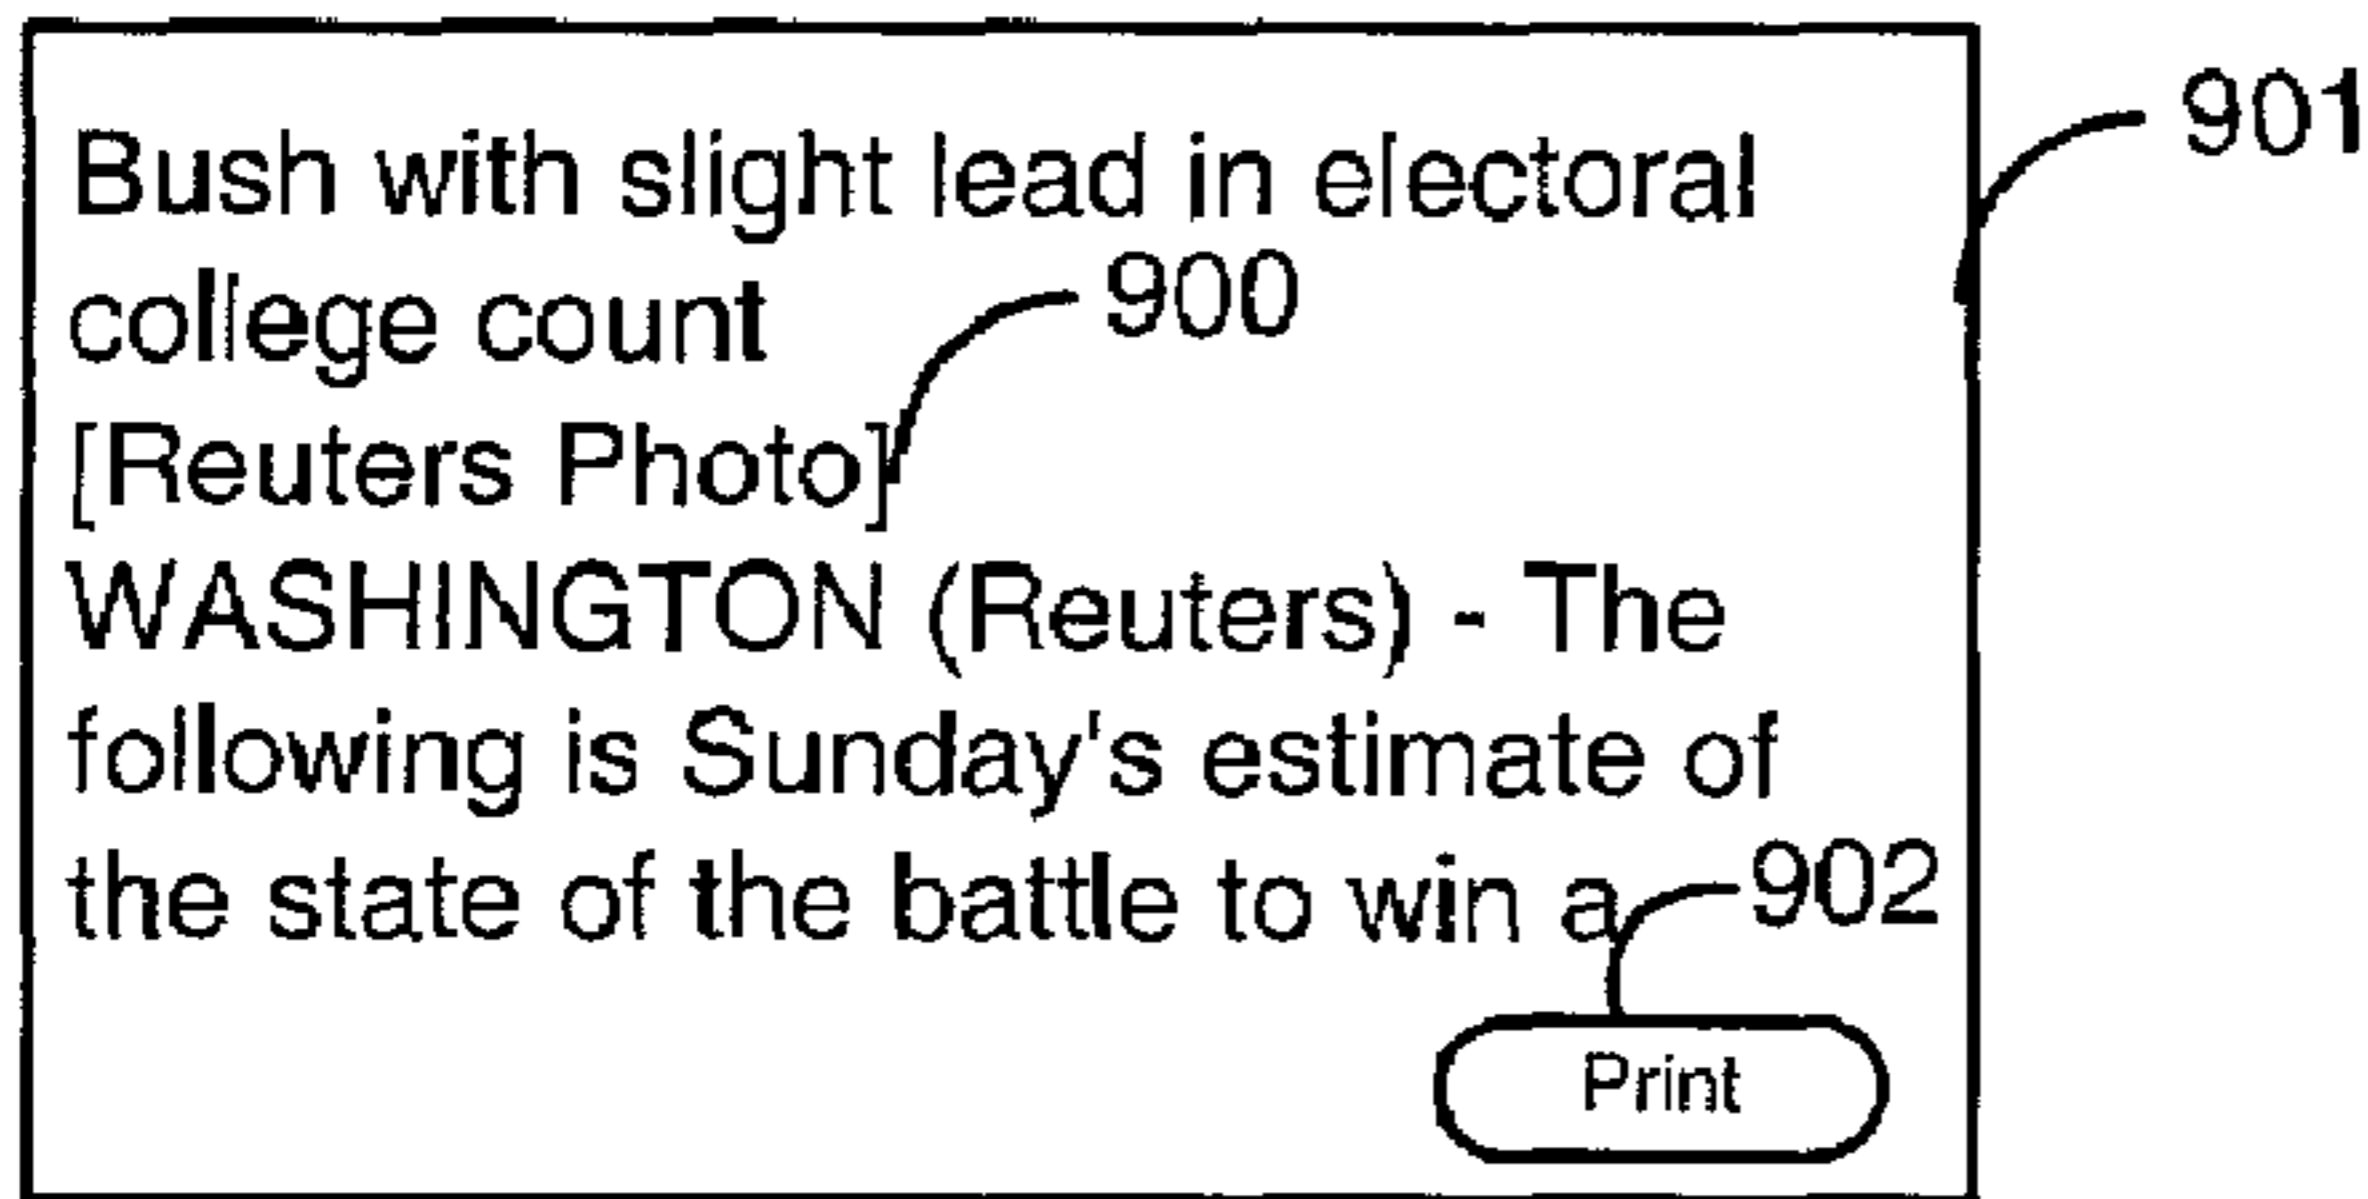 Bush with slight lead in electoral
901
college count
900
[Reuters Photo]
WASHINGTON (Reuters) - The
following is Sunday's estimate of
the state of the battle to win a
902
Print